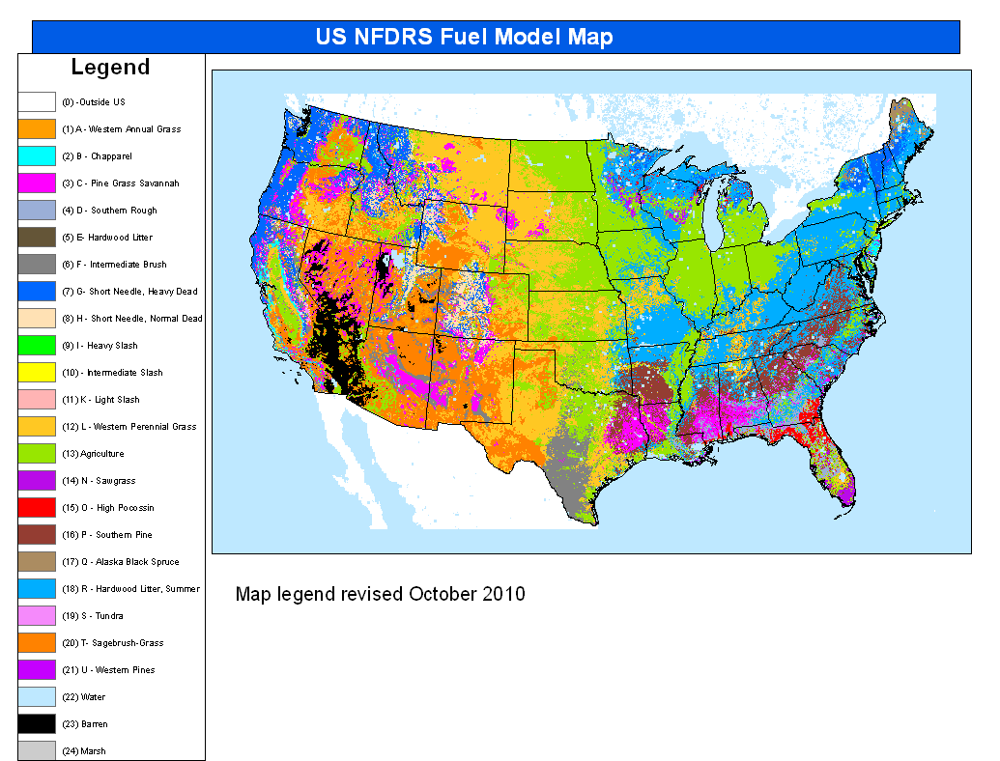 US NFDRS Fuel Model Map
Legend
(0) -Outside US
(1) A - Western Annual Grass
(2) B - Chapparel
(3) C - Pine Grass Savannah
(4) D - Southern Rough
(5) E- Hardwood Litter
(6) F - Intermediate Brush
(7) G- Short Needle, Heavy Dead
(8) H - Short Needle, Normal Dead
(9) I - Heavy Slash
(10) - Intermediate Slash
(11) K - Light Slash
(12) L - Western Perennial Grass
(13) Agriculture
(14) N - Sawgrass
(15) O - High Pocossin
(16) P - Southern Pine
(17) Q - Alaska Black Spruce
(18) R - Hardwood Litter, Summer
(19) S - Tundra
(20) T- Sagebrush-Grass
(21) U - Western Pines
(22) Water
(23) Barren
(24) Marsh
Map legend revised October 2010